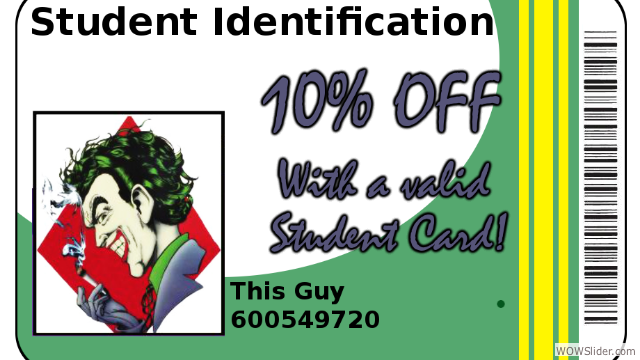 Student Identification
10% OFF
With a valid
Student Card!
This Guy
600549720
WOWSlider.com